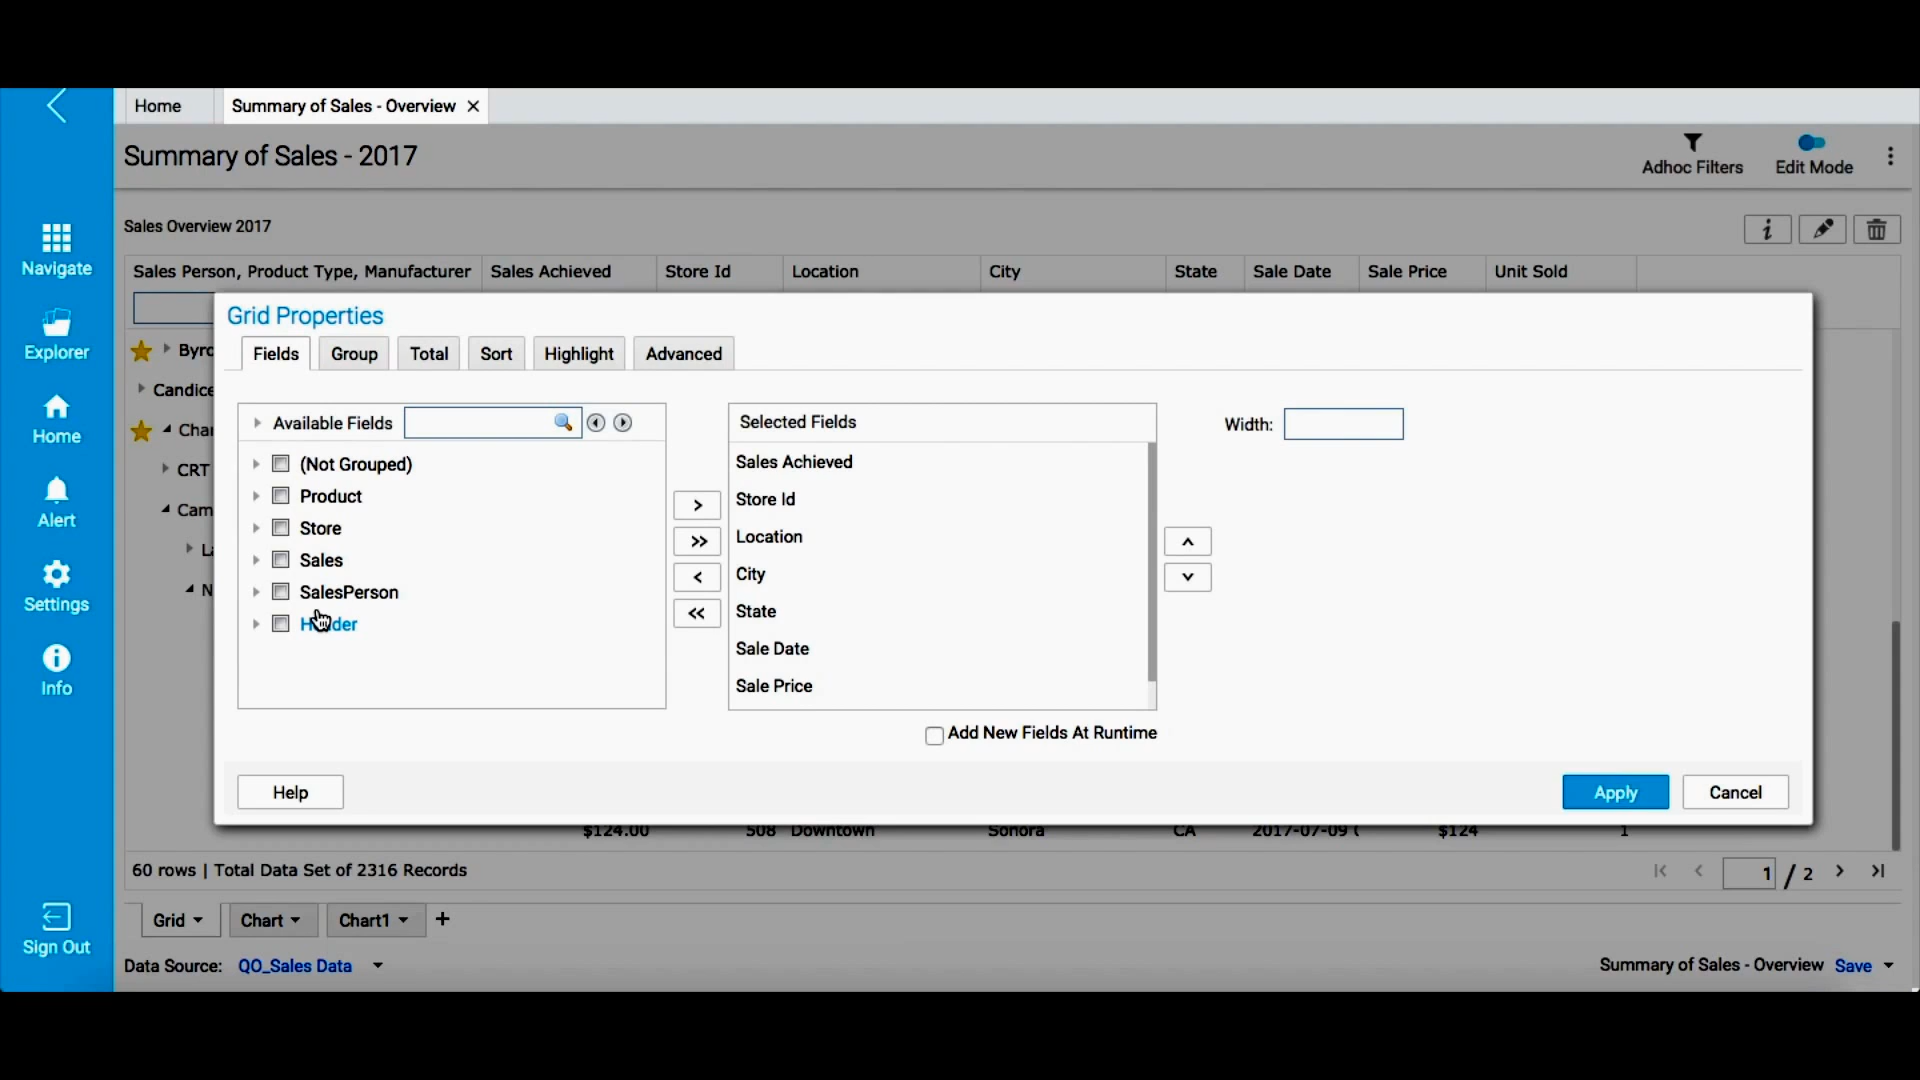 Home
Summary of Sales - Overview
Summary of Sales - 2017
Adhoc Filters
Edit Mode
Sales Overview 2017
Sales Person, Product Type, Manufacturer
Sales Achieved
Store Id
Location
City
State
Sale Date
Sale Price
Unit Sold
Navigate
Explorer
Home
Alert
Settings
Info
Sign Out
Byro
Candice
Char
CRT
Cam
Grid Properties
Fields
Group
Total
Sort
Highlight
Advanced
Available Fields
(Not Grouped)
Product
Store
Sales
SalesPerson
>
>>
<
<<
Selected Fields
Sales Achieved
Store Id
Location
City
State
Sale Date
Sale Price
Width:
Add New Fields At Runtime
Help
Apply
Cancel
$124.00 508 Downtown Sonora CA 2017-07-09 ( $124 1
60 rows | Total Data Set of 2316 Records
1 / 2
Grid
Chart
Chart1
+
Data Source: QO_Sales Data
Summary of Sales - Overview Save